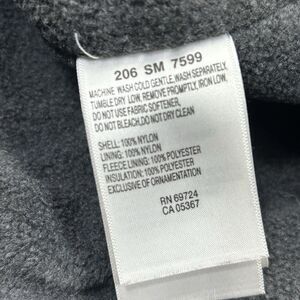 206 SM 7599
MACHINE WASH COLD GENTLE, WASH SEPARATELY,
TUMBLE DRY LOW, REMOVE PROMPTLY, IRON LOW,
DO NOT USE FABRIC SOFTENER,
DO NOT BLEACH, DO NOT DRY CLEAN
SHELL: 100% NYLON
LINING: 100% NYLON
FLEECE LINING: 100% POLYESTER
INSULATION: 100% POLYESTER
EXCLUSIVE OF ORNAMENTATION
RN 69724
CA 05367